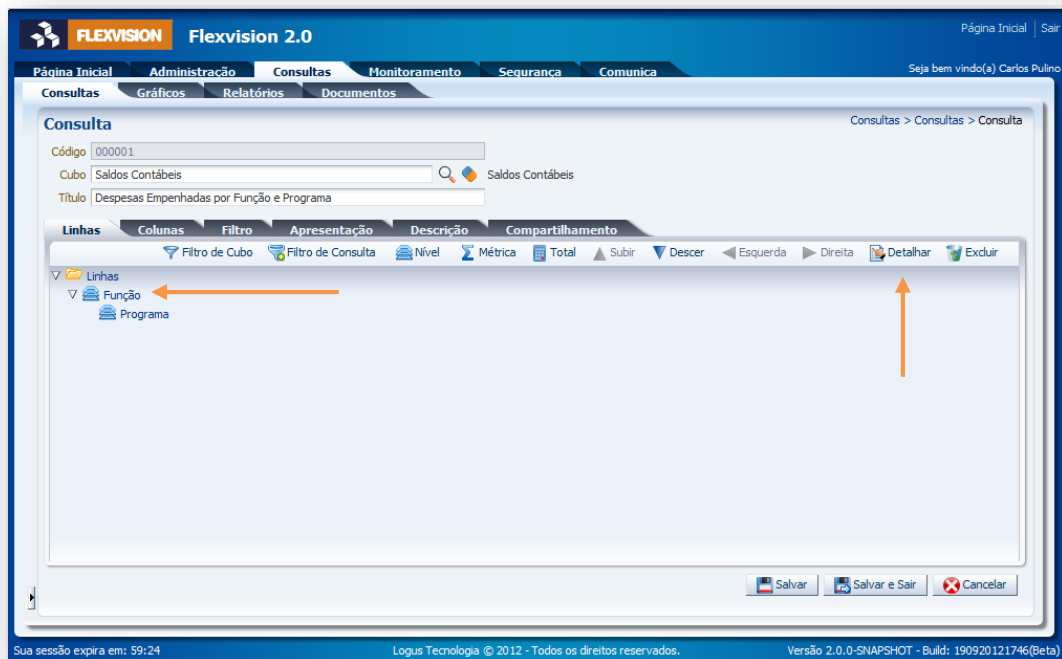 FLEXVISION Flexvision 2.0 Página Inicial | Sair
Página Inicial Administração Consultas Monitoramento Segurança Comunica Seja bem vindo(a) Carlos Pulino
Consultas Gráficos Relatórios Documentos
Consulta Consultas > Consultas > Consulta
Código 000001
Cubo Saldos Contábeis Saldos Contábeis
Título Despesas Empenhadas por Função e Programa
Linhas Colunas Filtro Apresentação Descrição Compartilhamento
Filtro de Cubo Filtro de Consulta Nível Métrica Total Subir Descer Esquerda Direita Detalhar Excluir
Linhas
Função
Programa
Salvar Salvar e Sair Cancelar
Sua sessão expira em: 59:24 Logus Tecnologia © 2012 - Todos os direitos reservados. Versão 2.0.0-SNAPSHOT - Build: 190920121746(Beta)